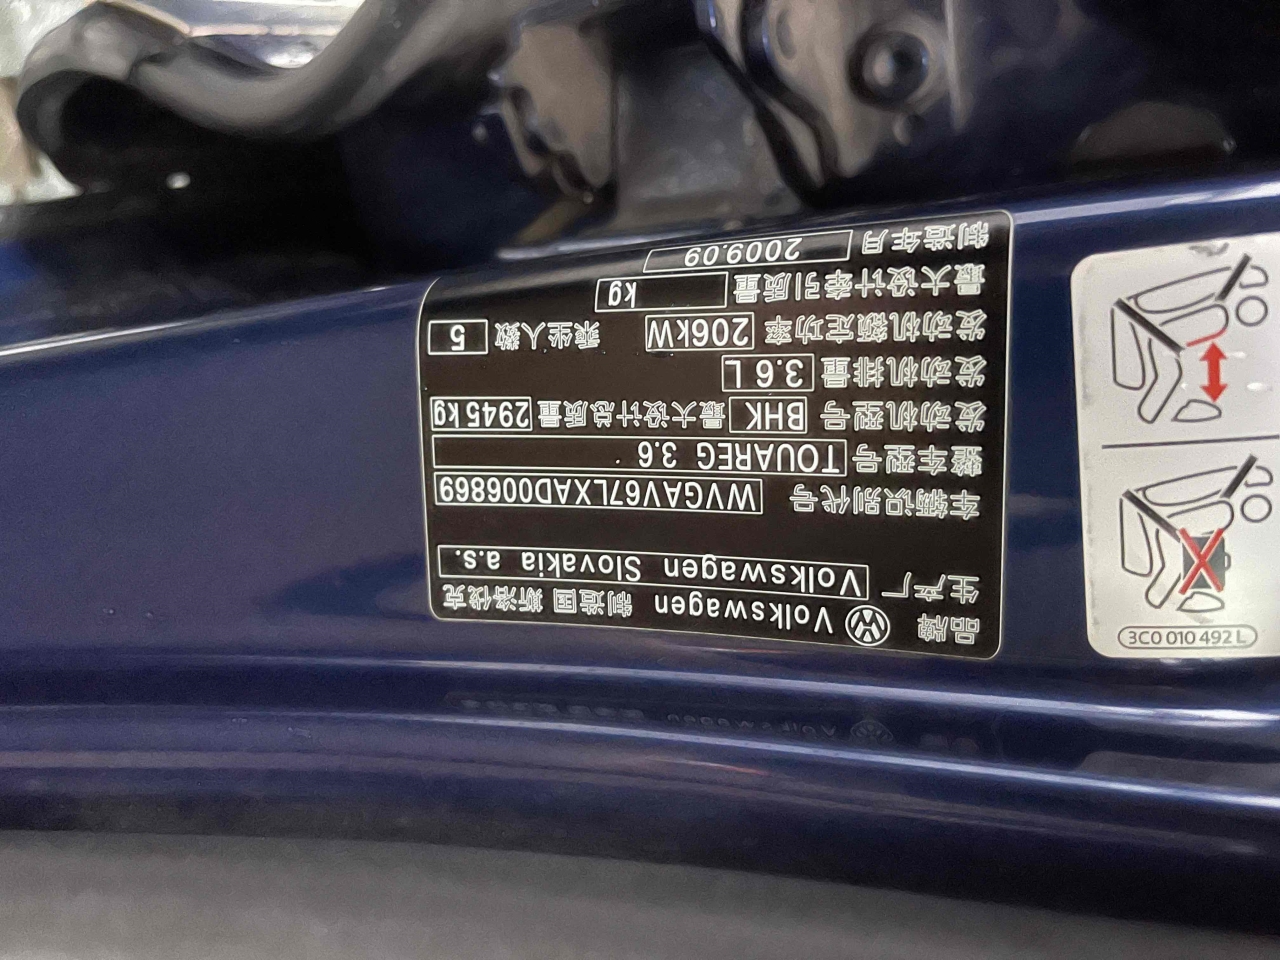 品牌 Volkswagen 制造国 斯洛伐克
生产厂 Volkswagen Slovakia a.s.
车辆识别代号 WVGAV67LXAD006869
整车型号 TOUAREG 3.6
发动机型号 BHK 最大设计总质量 2945kg
发动机排量 3.6 L
发动机额定功率 206kW 乘坐人数 5
最大设计牵引质量 kg
制造年月 2009.09
3C0 010 492 L